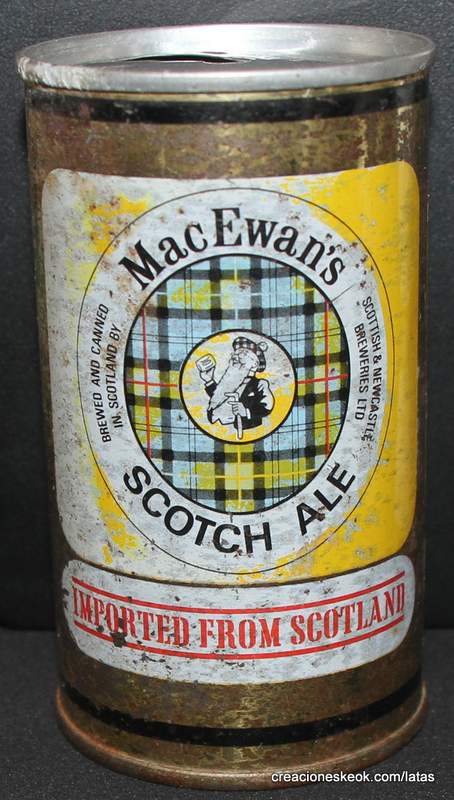 MacEwan's
BREWED AND CANNED
IN SCOTLAND BY
SCOTTISH & NEWCASTLE
BREWERIES LTD
SCOTCH ALE
IMPORTED FROM SCOTLAND
creacioneskeok.com/latas